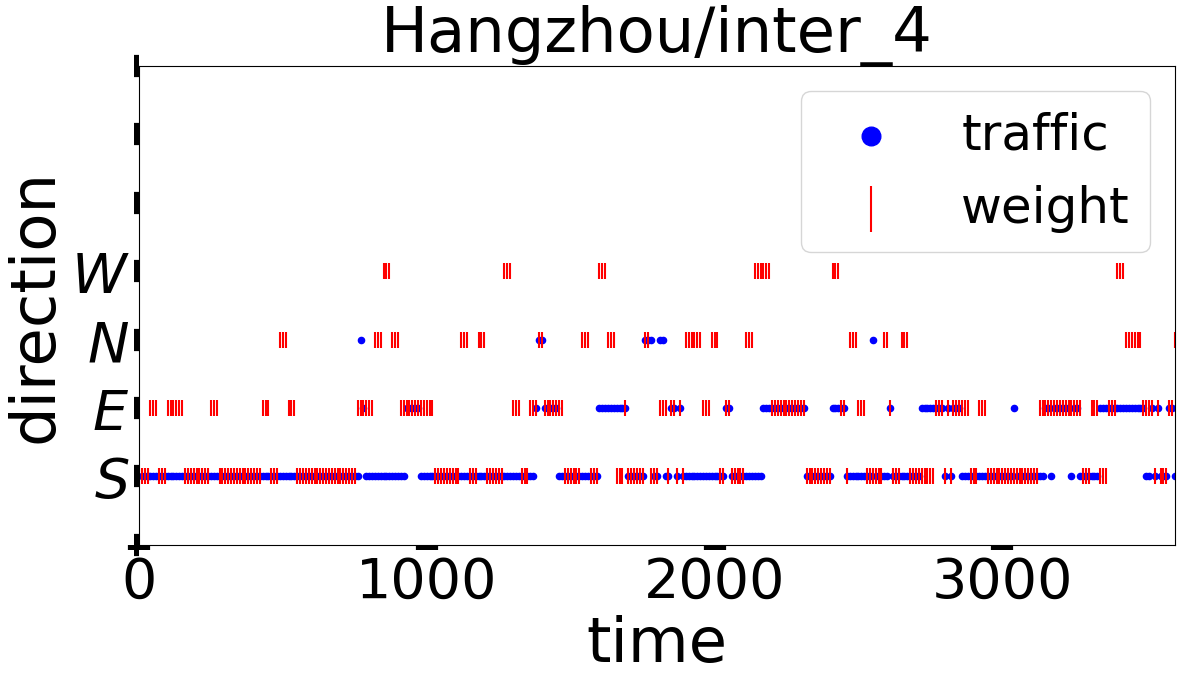 Hangzhou/inter_4
traffic
weight
direction
W
N
E
S
0 1000 2000 3000
time